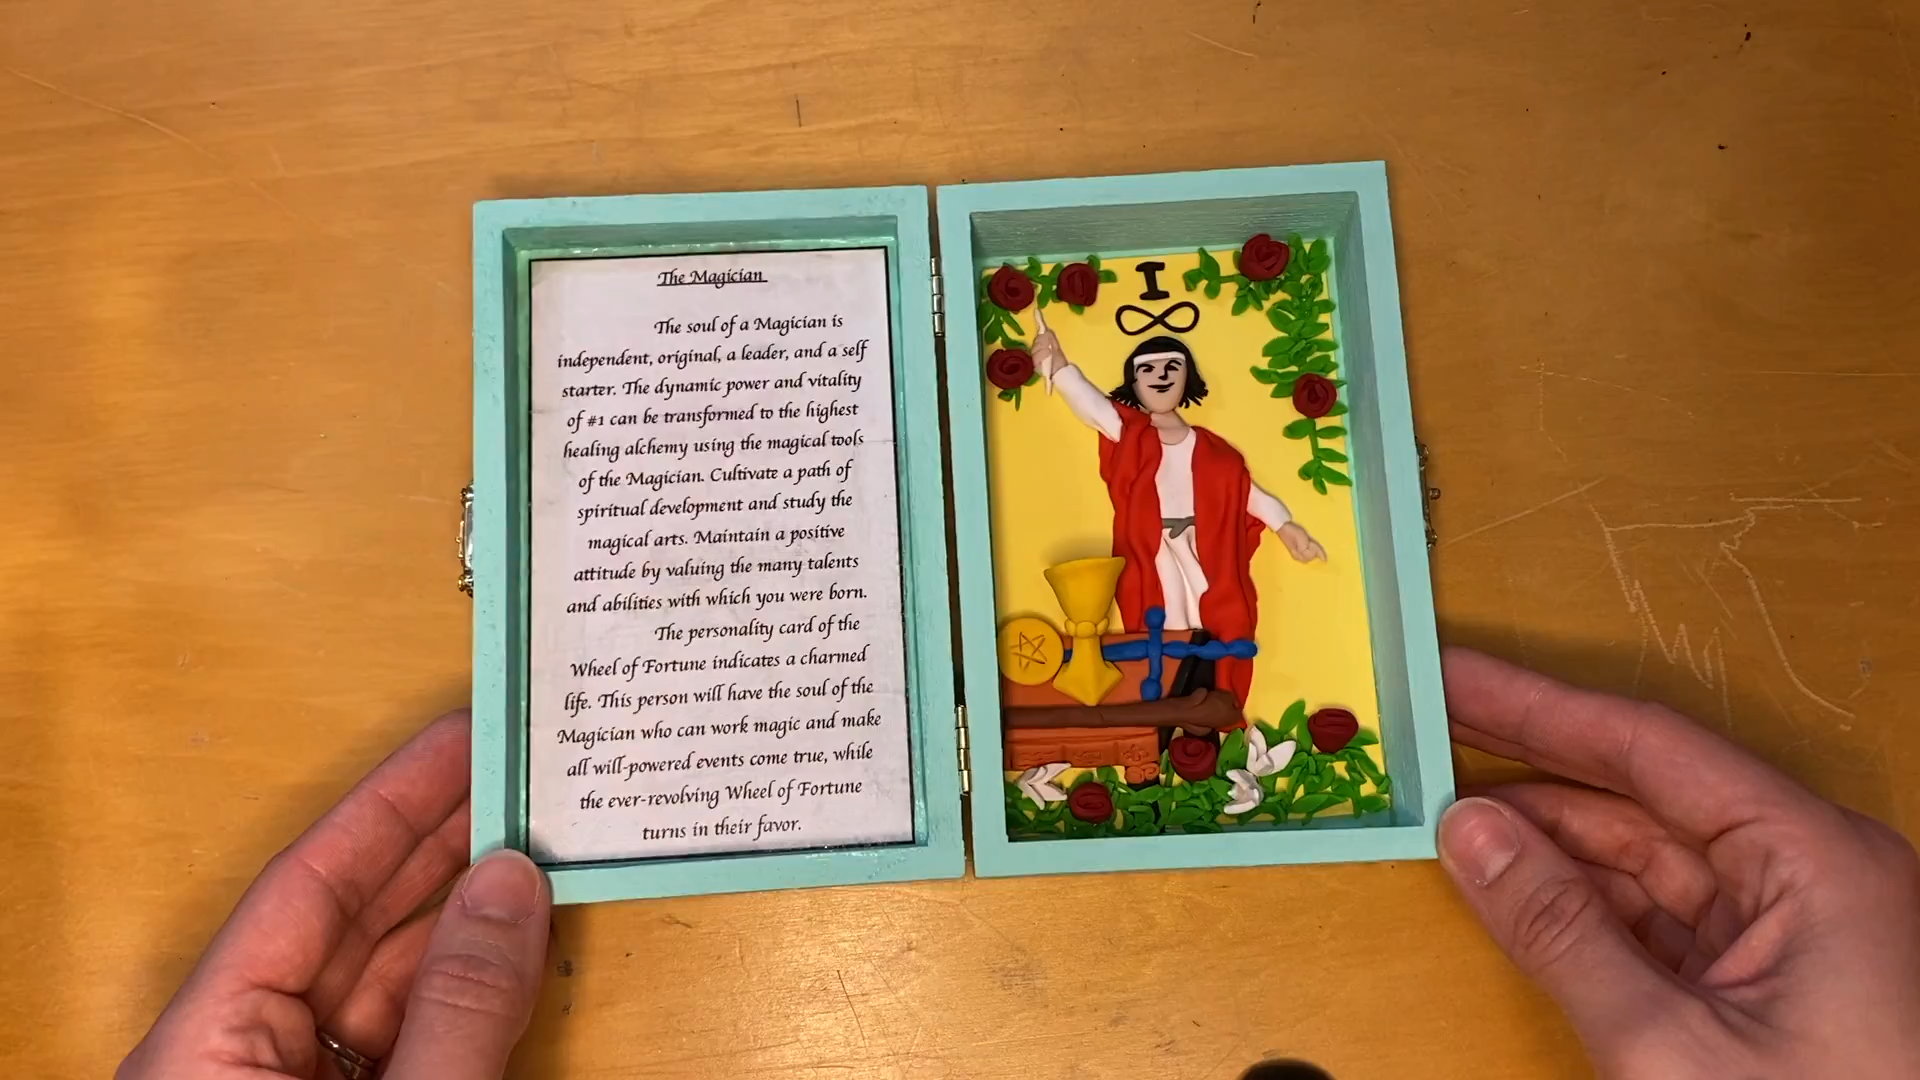 The Magician
The soul of a Magician is
independent, original, a leader, and a self
starter. The dynamic power and vitality
of #1 can be transformed to the highest
healing alchemy using the magical tools
of the Magician. Cultivate a path of
spiritual development and study the
magical arts. Maintain a positive
attitude by valuing the many talents
and abilities with which you were born.
The personality card of the
Wheel of Fortune indicates a charmed
life. This person will have the soul of the
Magician who can work magic and make
all will-powered events come true, while
the ever-revolving Wheel of Fortune
turns in their favor.
I